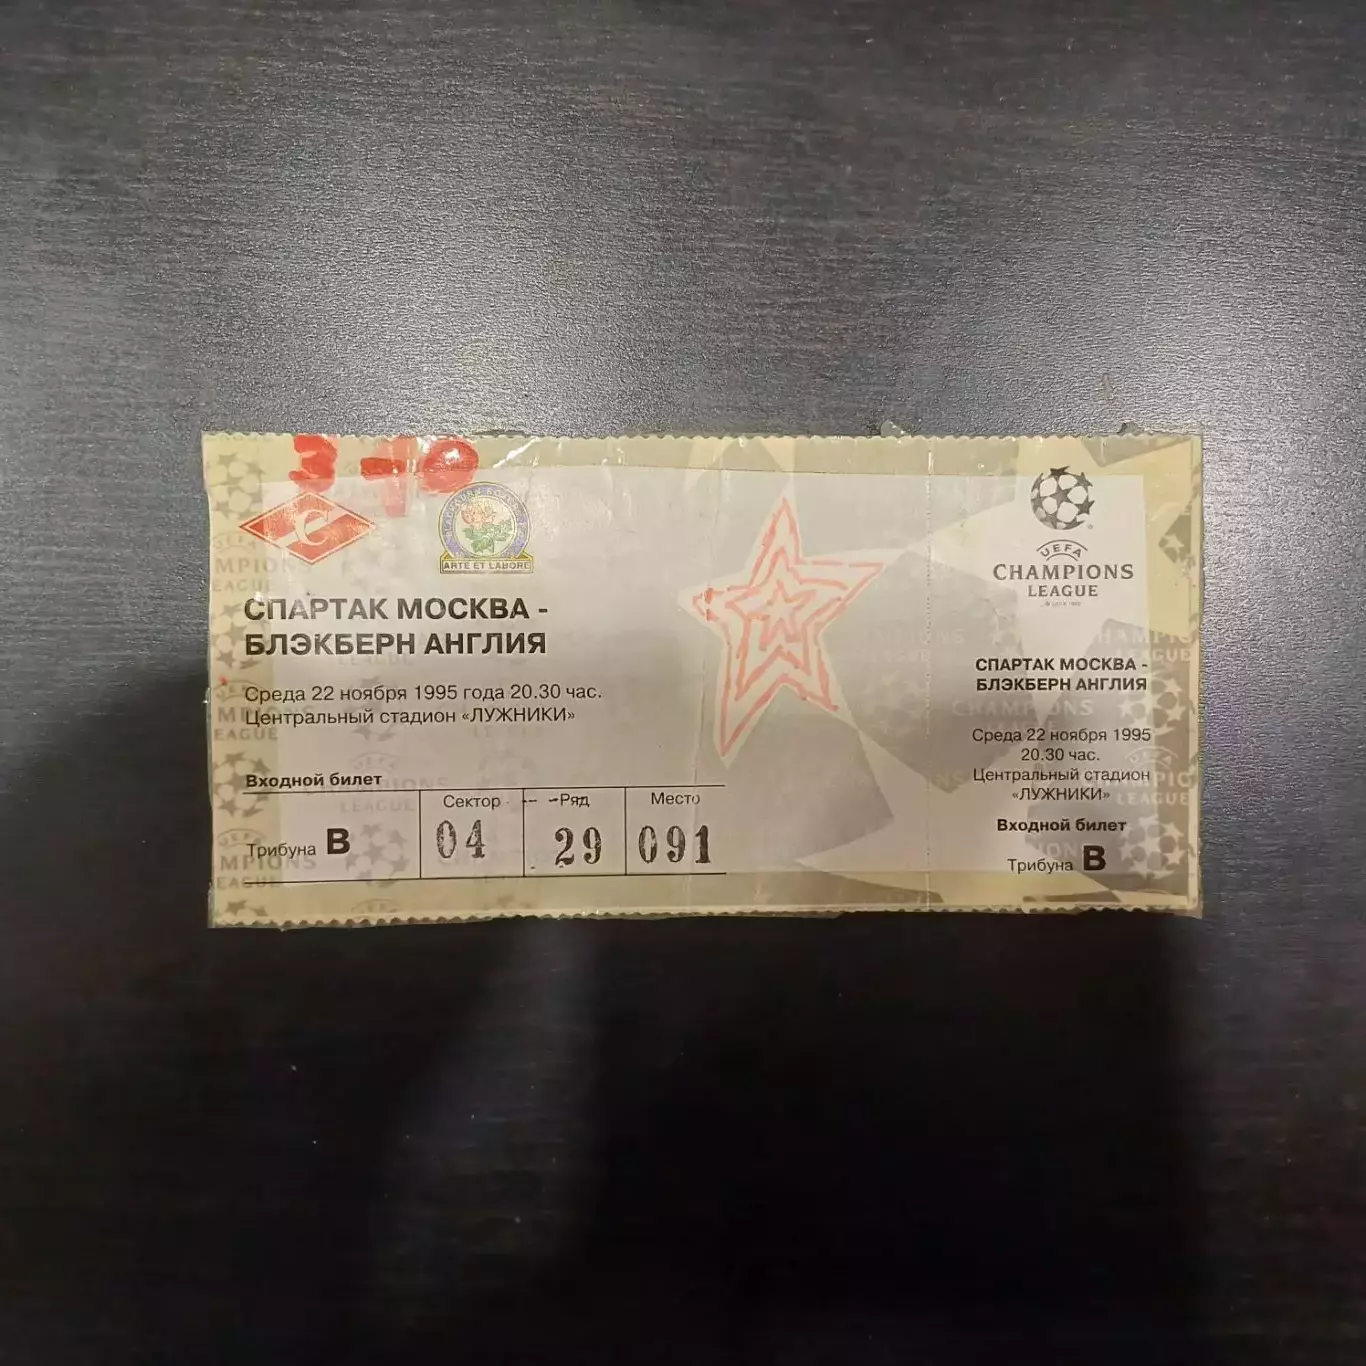 3-0
ARTE ET LABORE
СПАРТАК МОСКВА -
БЛЭКБЕРН АНГЛИЯ
Среда 22 ноября 1995 года 20.30 час.
Центральный стадион «ЛУЖНИКИ»
Входной билет
Трибуна В
Сектор
04
Ряд
29
Место
091
UEFA
CHAMPIONS
LEAGUE
СПАРТАК МОСКВА -
БЛЭКБЕРН АНГЛИЯ
Среда 22 ноября 1995
20.30 час.
Центральный стадион
«ЛУЖНИКИ»
Входной билет
Трибуна В